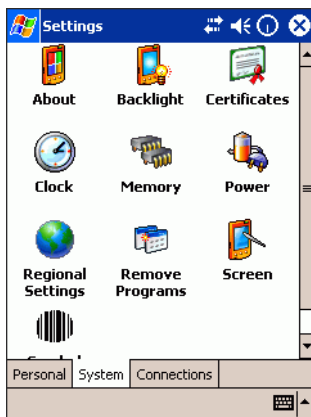 Settings
About Backlight Certificates
Clock Memory Power
Regional Settings Remove Programs Screen
Personal System Connections